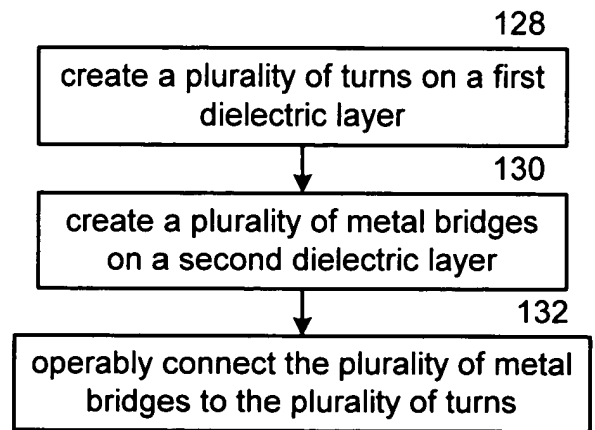 128
create a plurality of turns on a first
dielectric layer
130
create a plurality of metal bridges
on a second dielectric layer
132
operably connect the plurality of metal
bridges to the plurality of turns